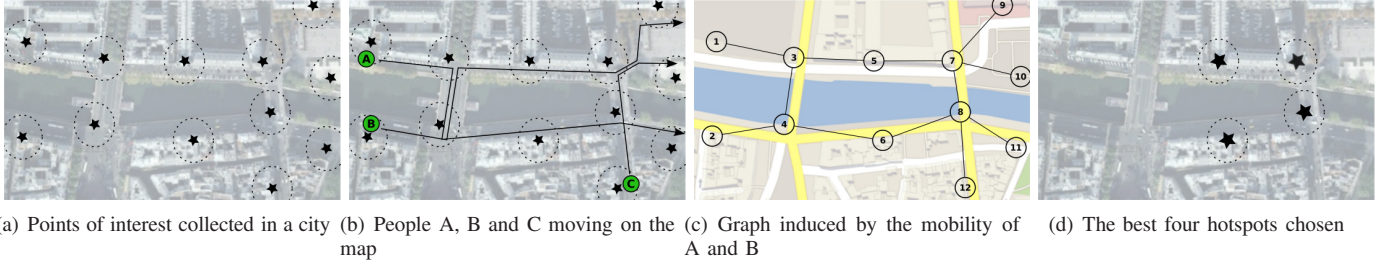 A
B
C
1
2
3
4
5
6
7
8
9
10
11
12
(a) Points of interest collected in a city
(b) People A, B and C moving on the
map
(c) Graph induced by the mobility of
A and B
(d) The best four hotspots chosen